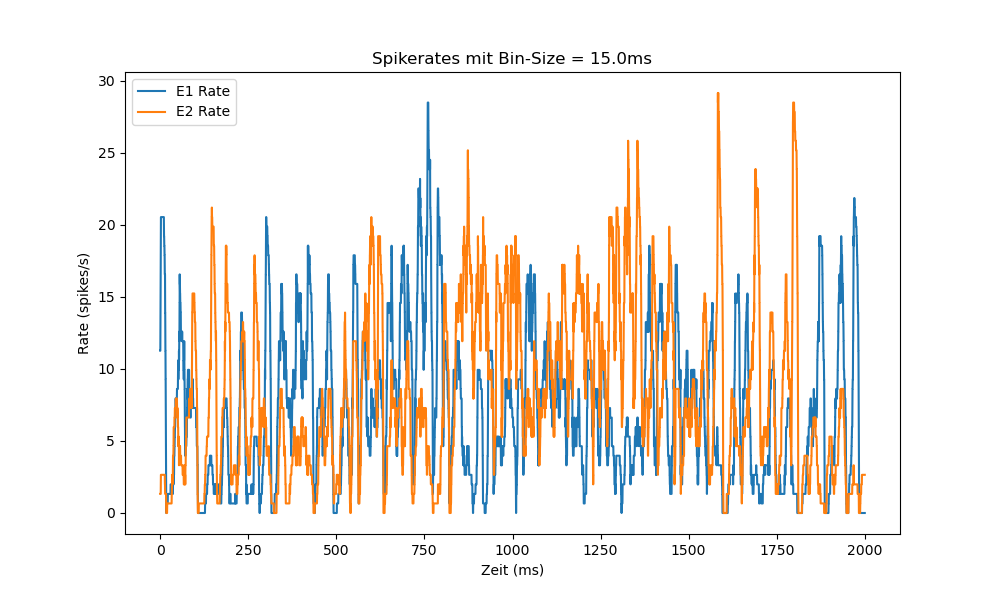 Spikerates mit Bin-Size = 15.0ms
E1 Rate
E2 Rate
Rate (spikes/s)
30
25
20
15
10
5
0
0 250 500 750 1000 1250 1500 1750 2000
Zeit (ms)